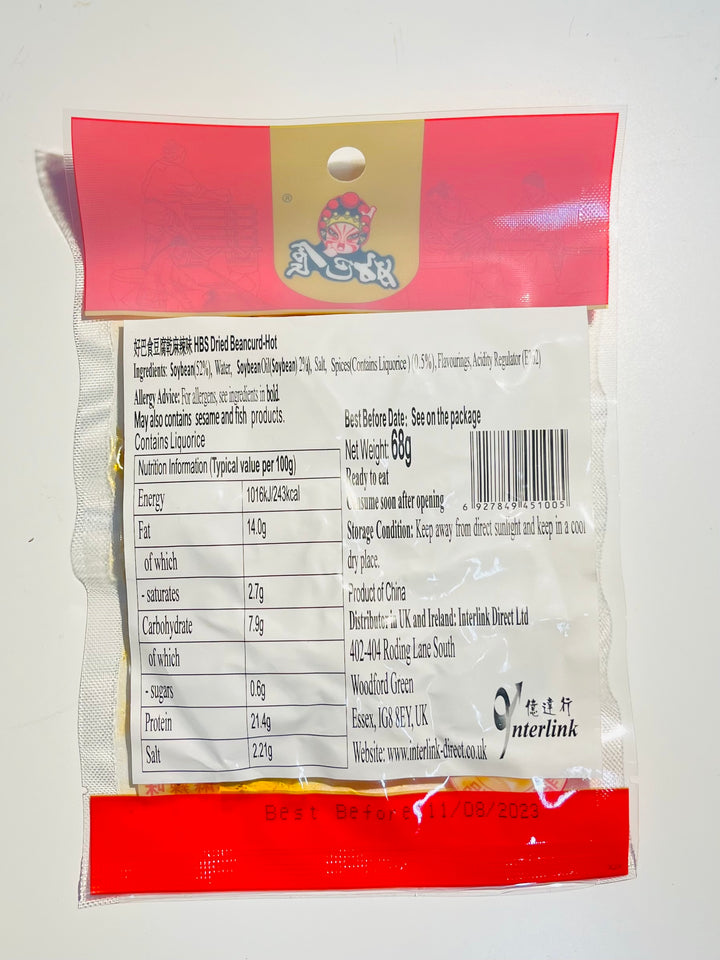 ®
好巴食
好巴食豆腐乾麻辣味 HBS Dried Beancurd-Hot
Ingredients: Soybean(52%), Water, Soybean Oil(Soybean) 2%), Salt, Spices(Contains Liquorice) (0.5%), Flavourings, Acidity Regulator
Allergy Advice: For allergens, see ingredients in bold.
May also contains sesame and fish products.
Contains Liquorice
Nutrition Information (Typical value per 100g)
Energy 1016kJ/243kcal
Fat 14.0g
of which
- saturates 2.7g
Carbohydrate 7.9g
of which
- sugars 0.6g
Protein 21.4g
Salt 2.21g
Best Before Date: See on the package
Net Weight: 68g
Ready to eat
Consume soon after opening
6 927849 451005
Storage Condition: Keep away from direct sunlight and keep in a cool
dry place.
Product of China
Distributor in UK and Ireland: Interlink Direct Ltd
402-404 Roding Lane South
Woodford Green
Essex, IG8 8EY, UK
Website: www.interlink-direct.co.uk
億達行
Interlink
Best Before 11/08/2023